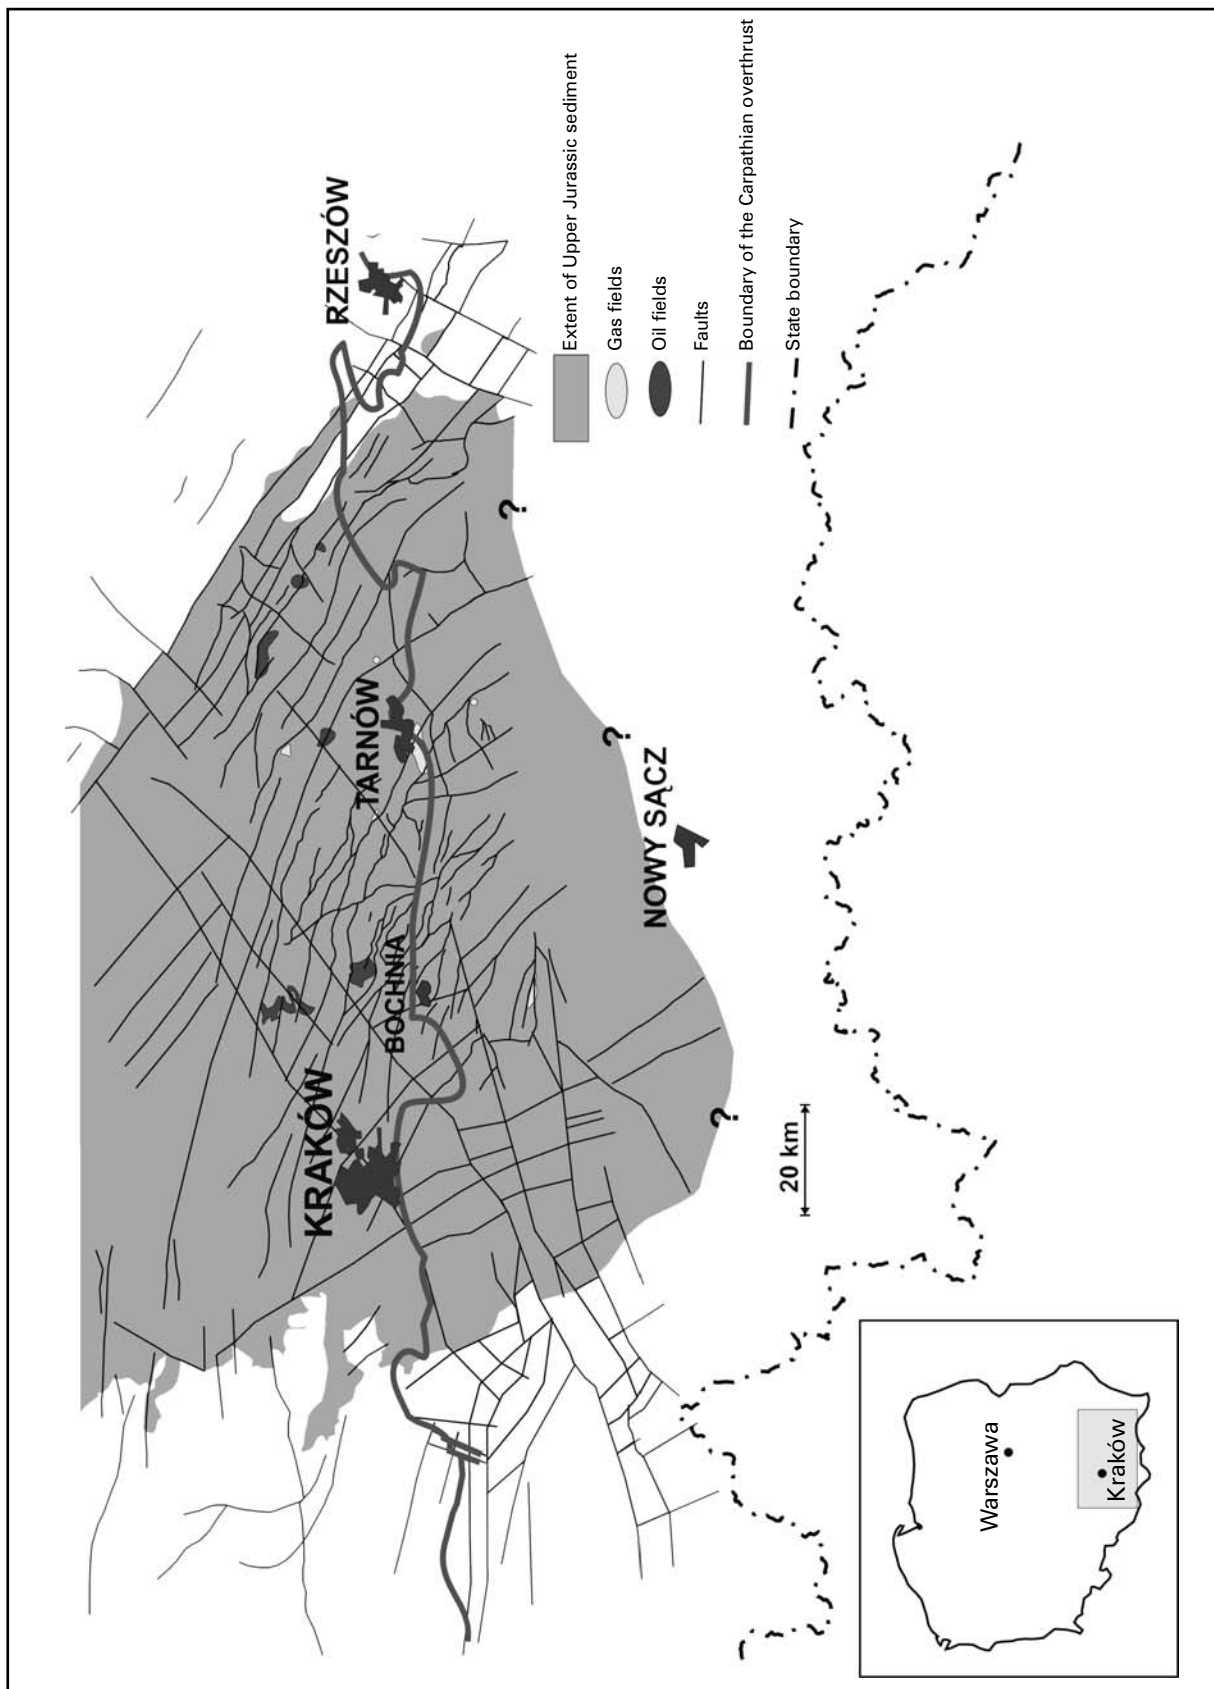 RZESZÓW
TARNÓW
BOCHNIA
KRAKÓW
NOWY SĄCZ
?
?
?
20 km
Extent of Upper Jurassic sediment
Gas fields
Oil fields
Faults
Boundary of the Carpathian overthrust
State boundary
Warszawa
Kraków